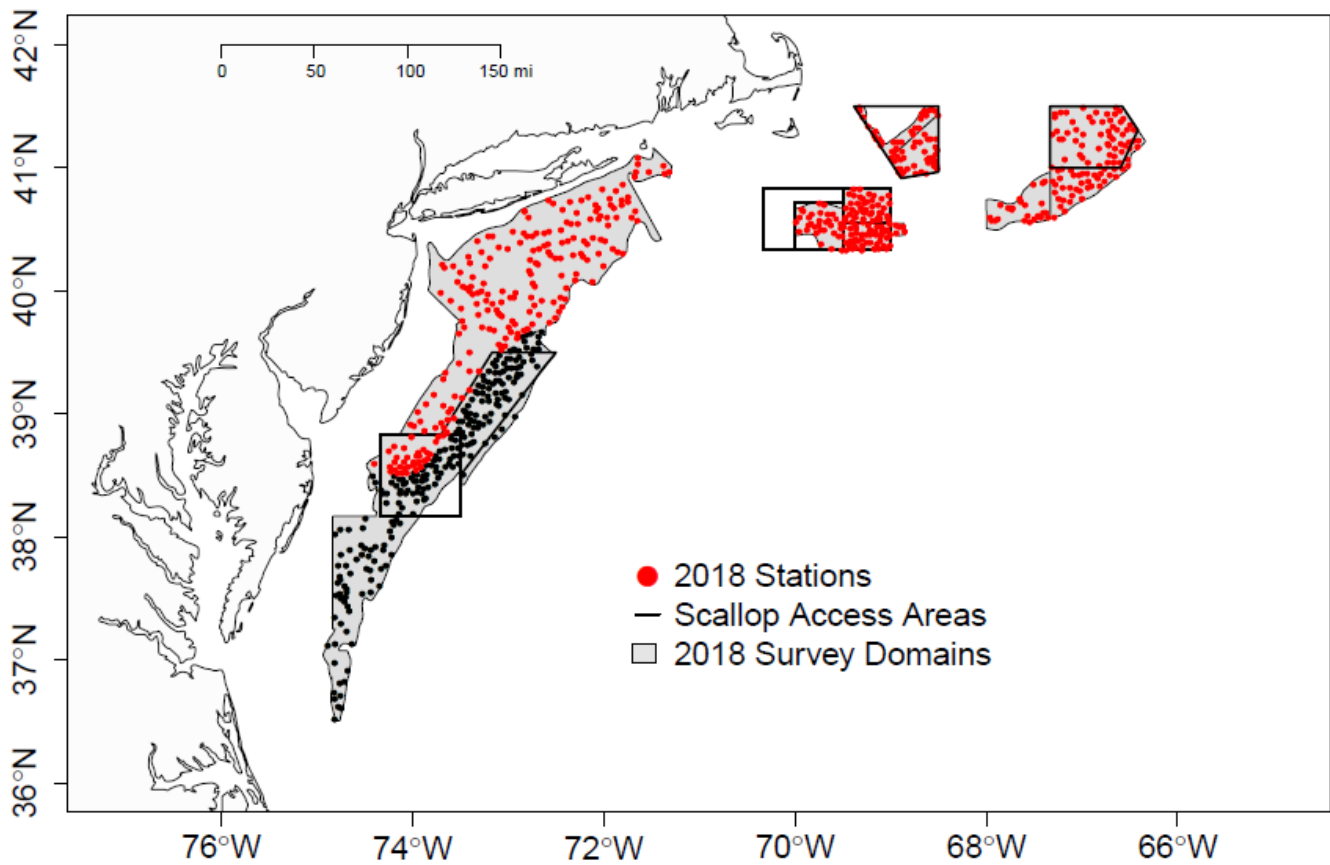 42°N
41°N
40°N
39°N
38°N
37°N
36°N
0 50 100 150 mi
2018 Stations
Scallop Access Areas
2018 Survey Domains
76°W 74°W 72°W 70°W 68°W 66°W